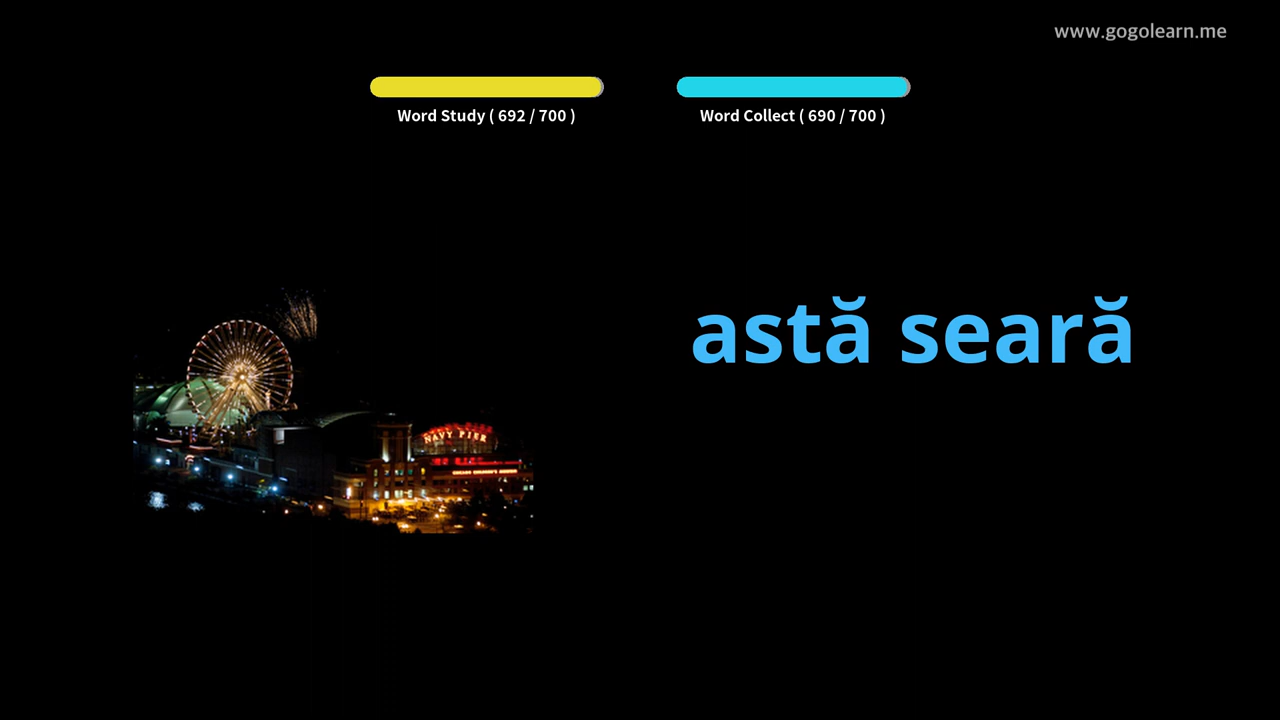 www.gogolearn.me
Word Study ( 692 / 700 )
Word Collect ( 690 / 700 )
astă seară
NAVY PIER